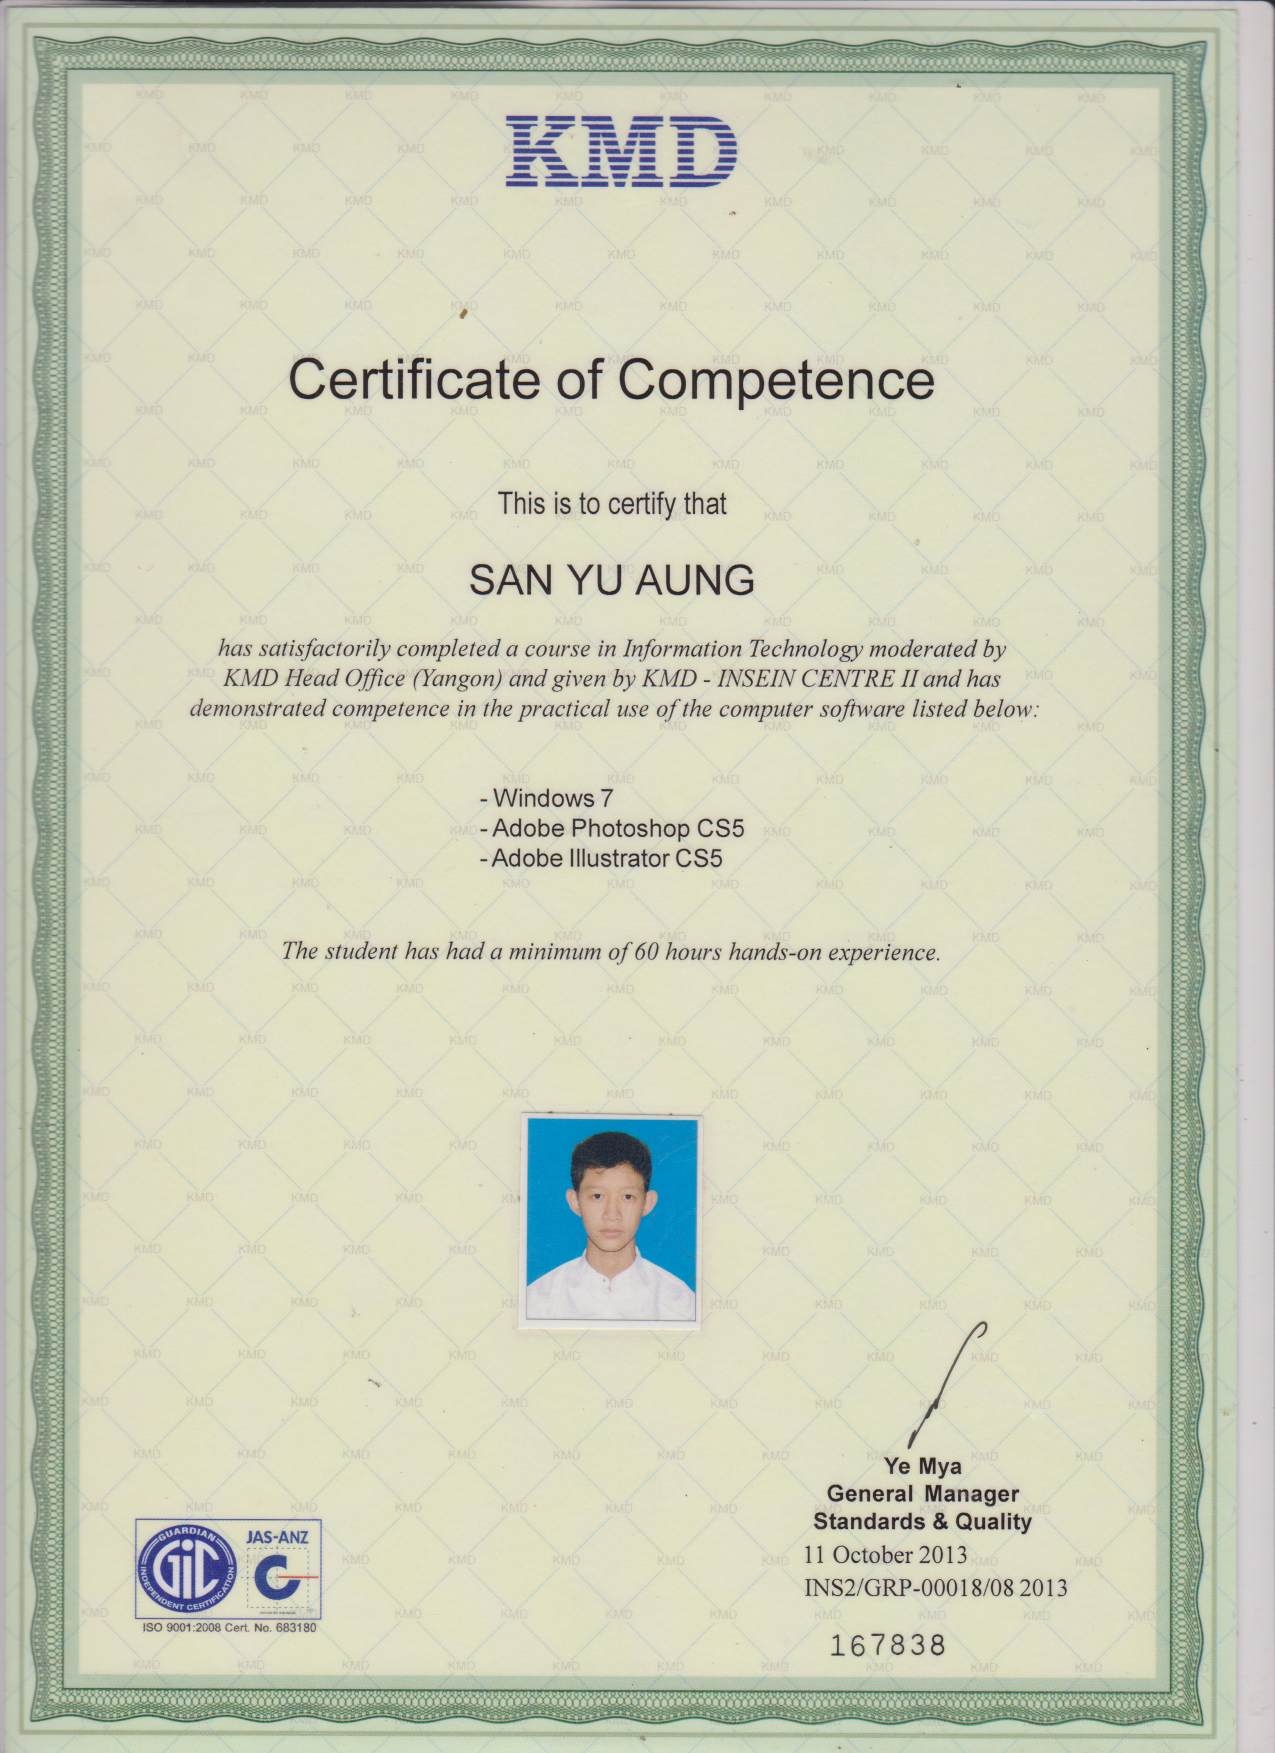 KMD
Certificate of Competence
This is to certify that
SAN YU AUNG
has satisfactorily completed a course in Information Technology moderated by
KMD Head Office (Yangon) and given by KMD - INSEIN CENTRE II and has
demonstrated competence in the practical use of the computer software listed below:
- Windows 7
- Adobe Photoshop CS5
- Adobe Illustrator CS5
The student has had a minimum of 60 hours hands-on experience.
Ye Mya
General Manager
Standards & Quality
11 October 2013
INS2/GRP-00018/08 2013
167838
GUARDIAN
GIC
INDEPENDENT CERTIFICATION
JAS-ANZ
ISO 9001:2008 Cert. No. 683180